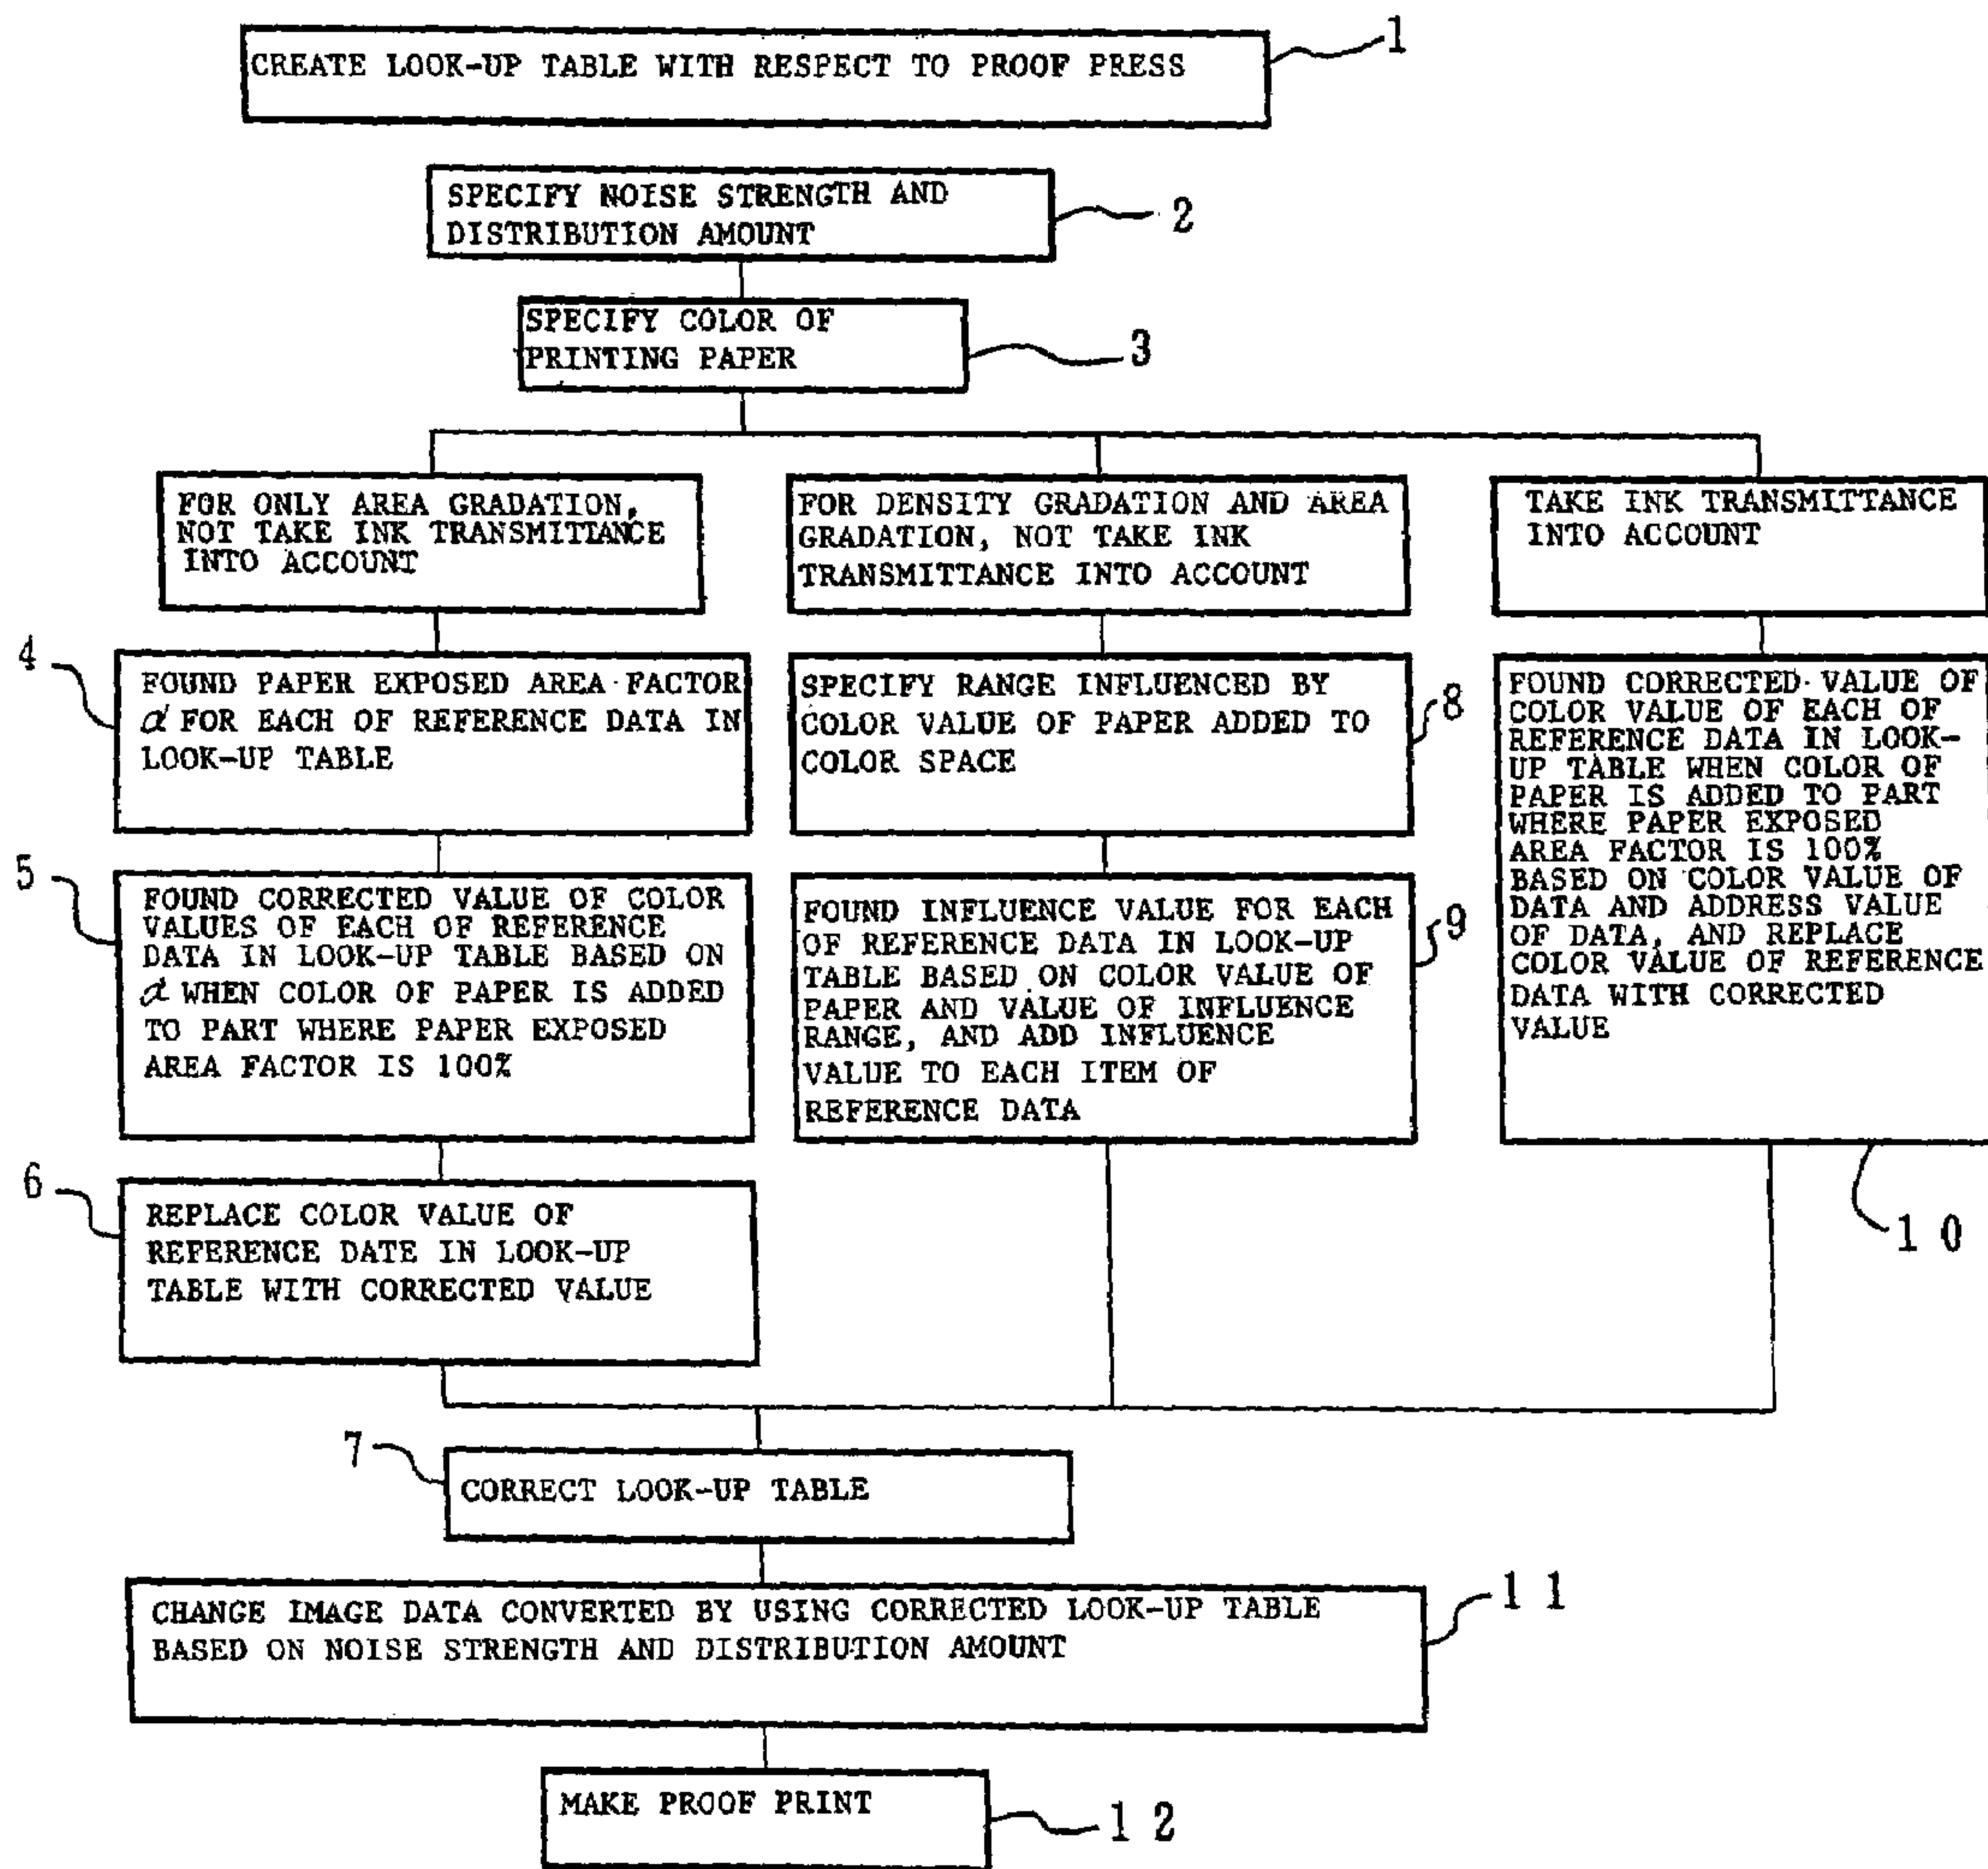 CREATE LOOK-UP TABLE WITH RESPECT TO PROOF PRESS
1
SPECIFY NOISE STRENGTH AND
DISTRIBUTION AMOUNT
2
SPECIFY COLOR OF
PRINTING PAPER
3
FOR ONLY AREA GRADATION,
NOT TAKE INK TRANSMITTANCE
INTO ACCOUNT
FOR DENSITY GRADATION AND AREA
GRADATION, NOT TAKE INK
TRANSMITTANCE INTO ACCOUNT
TAKE INK TRANSMITTANCE
INTO ACCOUNT
4
FOUND PAPER EXPOSED AREA FACTOR
α FOR EACH OF REFERENCE DATA IN
LOOK-UP TABLE
SPECIFY RANGE INFLUENCED BY
COLOR VALUE OF PAPER ADDED TO
COLOR SPACE
8
FOUND CORRECTED VALUE OF
COLOR VALUE OF EACH OF
REFERENCE DATA IN LOOK-
UP TABLE WHEN COLOR OF
PAPER IS ADDED TO PART
WHERE PAPER EXPOSED
AREA FACTOR IS 100%
BASED ON COLOR VALUE OF
DATA AND ADDRESS VALUE
OF DATA, AND REPLACE
COLOR VALUE OF REFERENCE
DATA WITH CORRECTED
VALUE
10
5
FOUND CORRECTED VALUE OF COLOR
VALUES OF EACH OF REFERENCE
DATA IN LOOK-UP TABLE BASED ON
α WHEN COLOR OF PAPER IS ADDED
TO PART WHERE PAPER EXPOSED
AREA FACTOR IS 100%
FOUND INFLUENCE VALUE FOR EACH
OF REFERENCE DATA IN LOOK-UP
TABLE BASED ON COLOR VALUE OF
PAPER AND VALUE OF INFLUENCE
RANGE, AND ADD INFLUENCE
VALUE TO EACH ITEM OF
REFERENCE DATA
9
6
REPLACE COLOR VALUE OF
REFERENCE DATE IN LOOK-UP
TABLE WITH CORRECTED VALUE
7
CORRECT LOOK-UP TABLE
CHANGE IMAGE DATA CONVERTED BY USING CORRECTED LOOK-UP TABLE
BASED ON NOISE STRENGTH AND DISTRIBUTION AMOUNT
11
MAKE PROOF PRINT
12